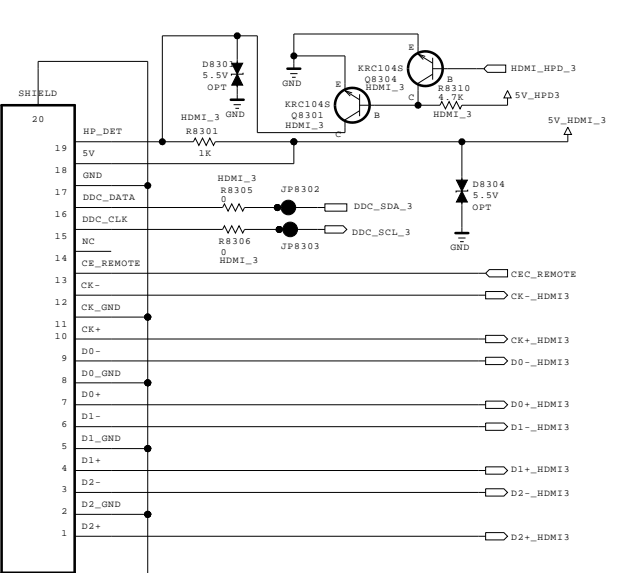 E
D8301
5.5V
OPT
GND
GND
KRC104S
Q8304
HDMI_3
B
C
HDMI_HPD_3
R8310
4.7K
HDMI_3
5V_HPD3
E
KRC104S
Q8301
HDMI_3
B
C
5V_HDMI_3
SHIELD
20
HDMI_3
R8301
1K
19
HP_DET
18
5V
17
GND
16
DDC_DATA
15
DDC_CLK
14
NC
13
CE_REMOTE
12
CK-
11
CK_GND
10
CK+
9
D0-
8
D0_GND
7
D0+
6
D1-
5
D1_GND
4
D1+
3
D2-
2
D2_GND
1
D2+
HDMI_3
R8305
0
JP8302
DDC_SDA_3
R8306
0
HDMI_3
JP8303
DDC_SCL_3
D8304
5.5V
OPT
GND
CEC_REMOTE
CK-_HDMI3
CK+_HDMI3
D0-_HDMI3
D0+_HDMI3
D1-_HDMI3
D1+_HDMI3
D2-_HDMI3
D2+_HDMI3